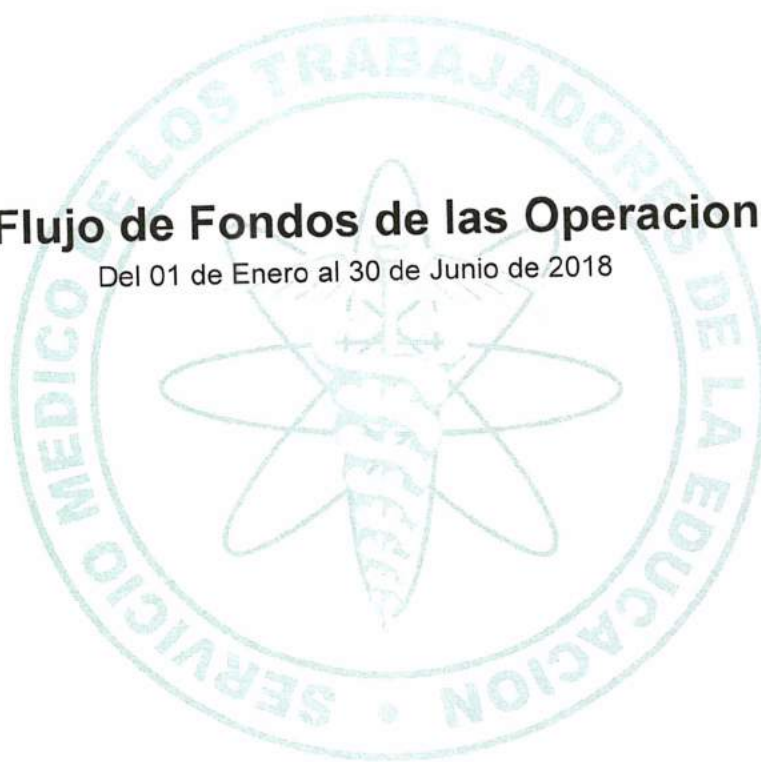 Flujo de Fondos de las Operacion
Del 01 de Enero al 30 de Junio de 2018
SERVICIO MEDICO DE LOS TRABAJADORES DE LA EDUCACION